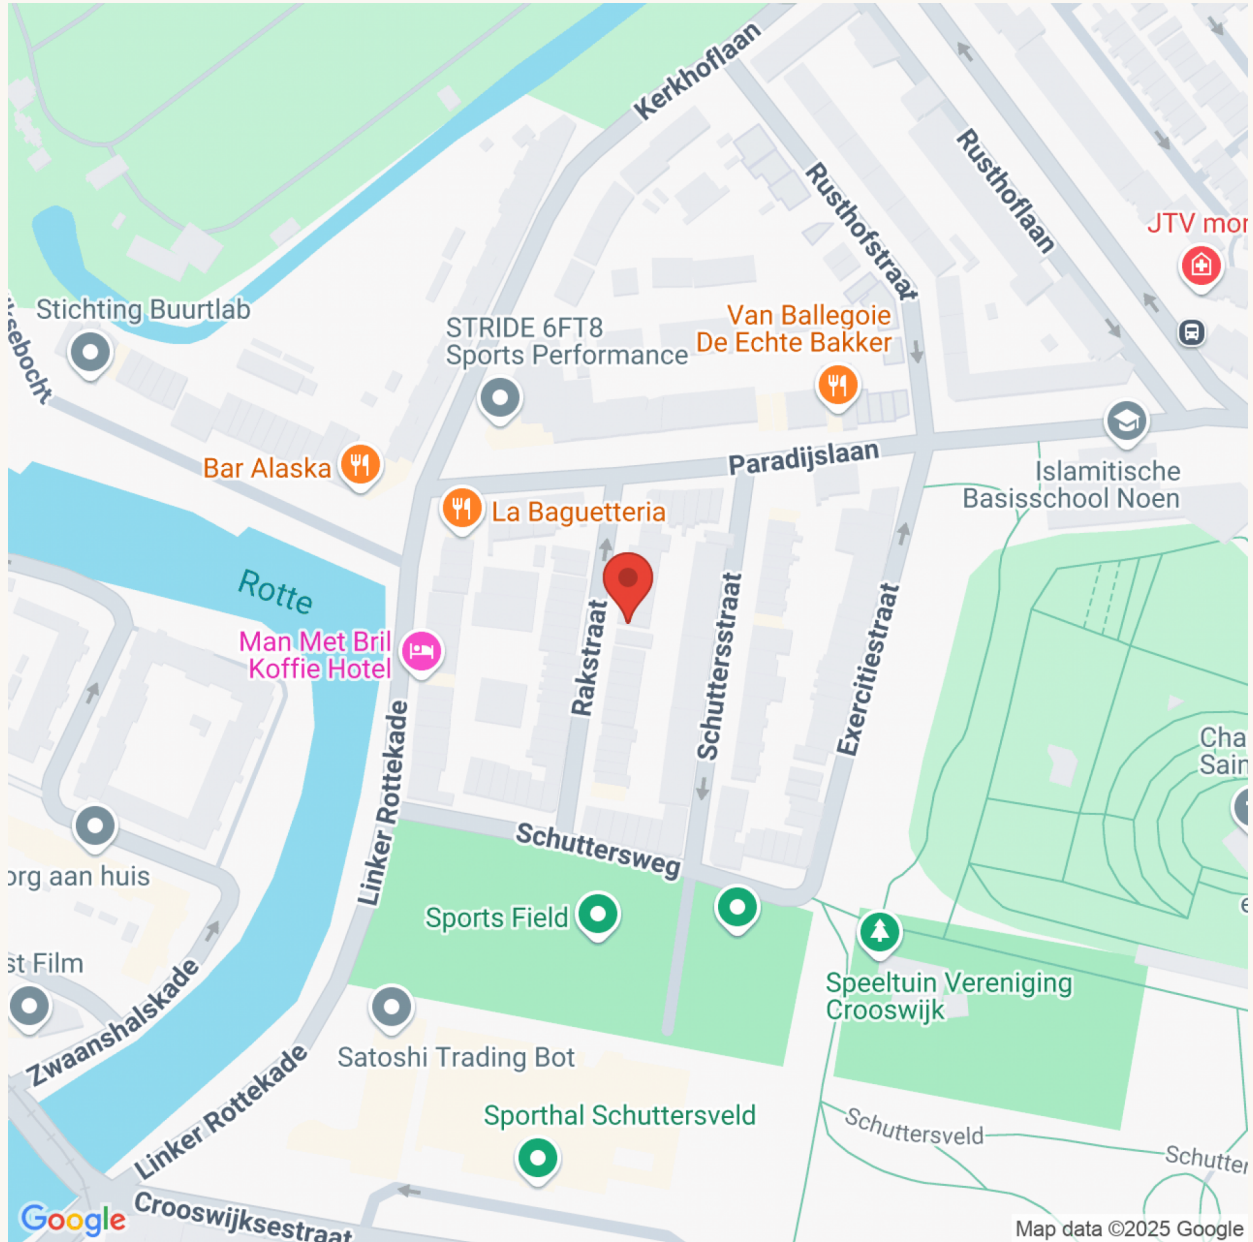 Kerkhoflaan
Rusthofstraat
Rusthoflaan
JTV mor
Stichting Buurtlab
STRIDE 6FT8
Sports Performance
Van Ballegoie
De Echte Bakker
ksebocht
Bar Alaska
Paradijslaan
La Baguetteria
Islamitische
Basisschool Noen
Rotte
Man Met Bril
Koffie Hotel
Rakstraat
Schuttersstraat
Exercitiestraat
Linker Rottekade
Cha
Sain
Schuttersweg
org aan huis
Sports Field
e
st Film
Speeltuin Vereniging
Crooswijk
Zwaanshalskade
Satoshi Trading Bot
Linker Rottekade
Sporthal Schuttersveld
Schuttersveld
Schutter
Crooswijksestraat
Google
Map data ©2025 Google